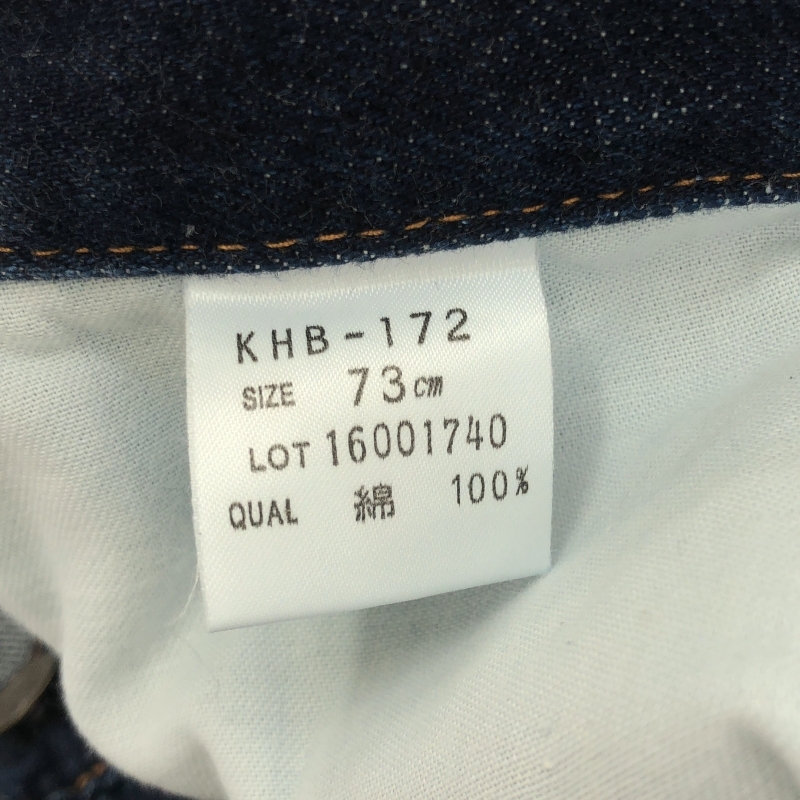 KHB-172
SIZE 73㎝
LOT 16001740
QUAL 綿 100%